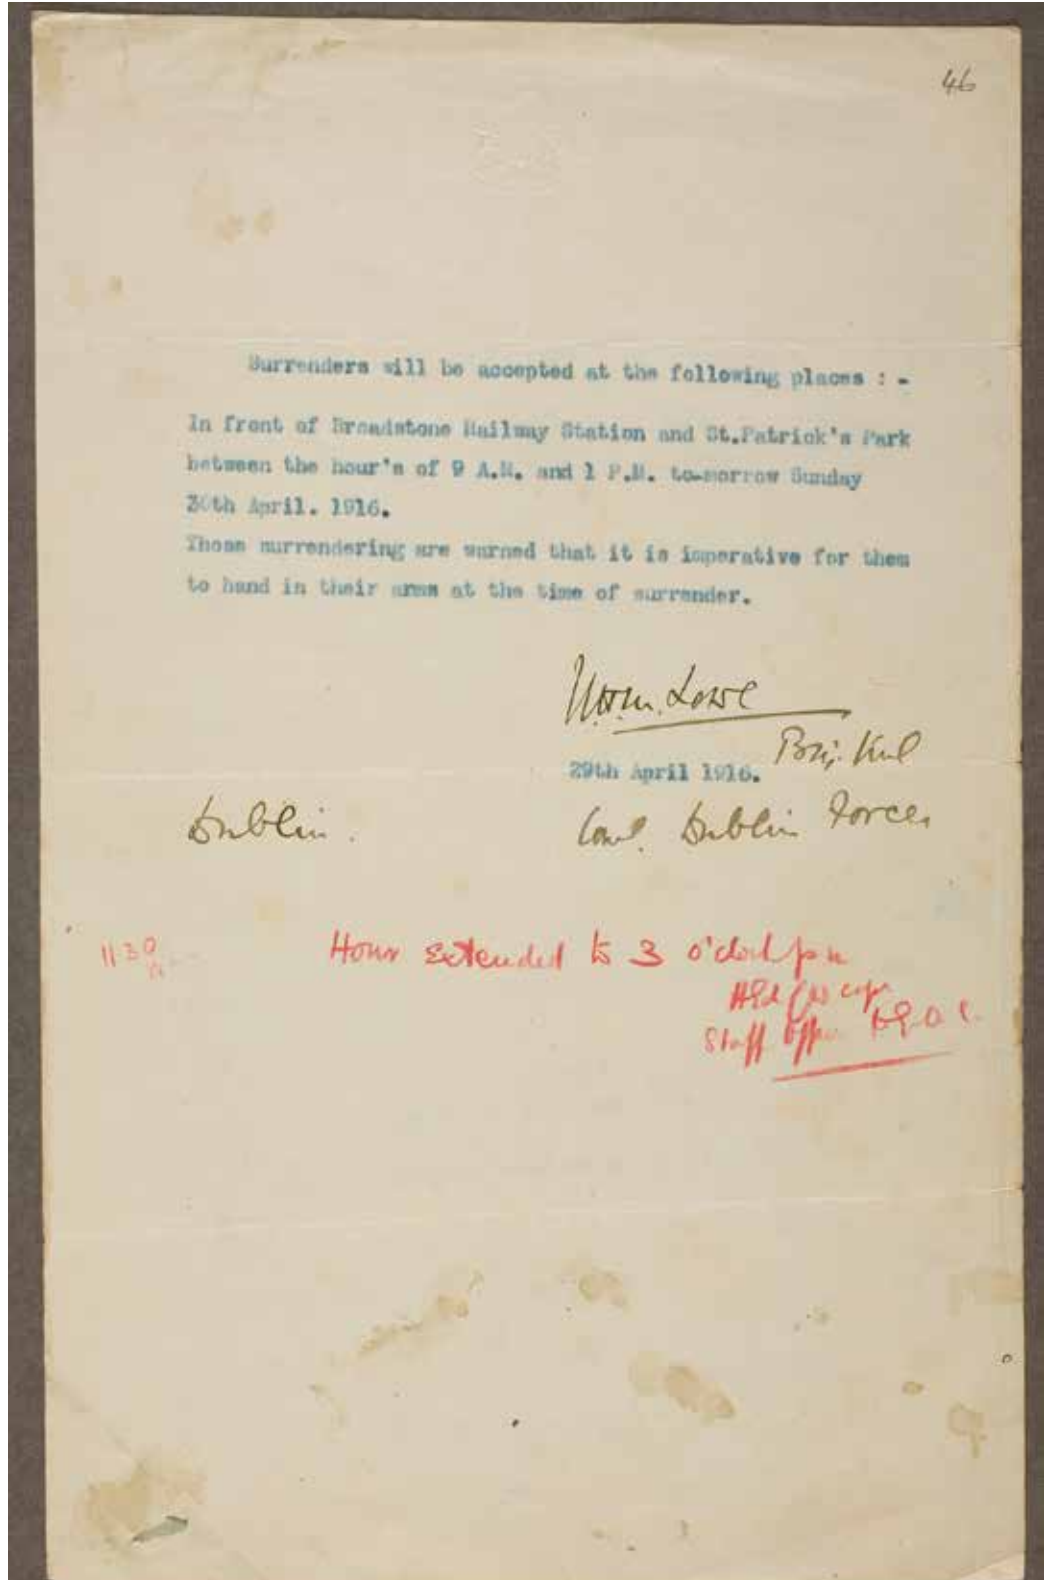 46
Surrenders will be accepted at the following places : -
In front of Broadstone Railway Station and St.Patrick's Park
between the hour's of 9 A.M. and 1 P.M. to-morrow Sunday
30th April. 1916.
Those surrendering are warned that it is imperative for them
to hand in their arms at the time of surrender.
W.H.M. Lowe
Brig.
29th April 1916.
Dublin.
Dublin Forces
1130
Hour Extended to 3 o'clock pm
Staff